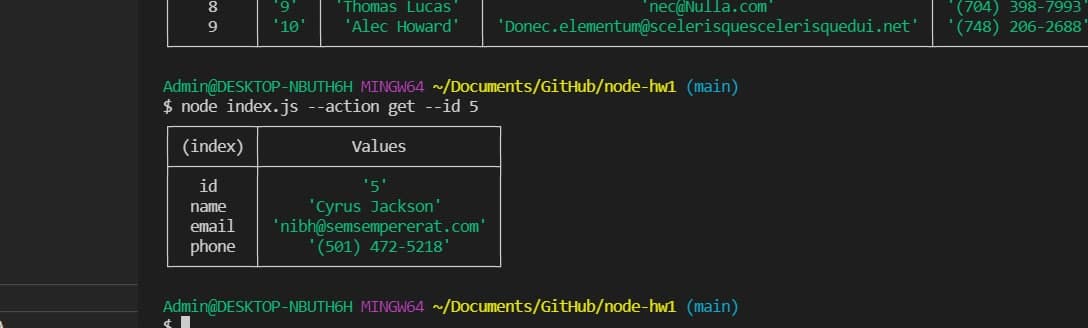 8 '9' 'Thomas Lucas' 'nec@Nulla.com' '(704) 398-7993'
9 '10' 'Alec Howard' 'Donec.elementum@scelerisquescelerisquedui.net' '(748) 206-2688'
Admin@DESKTOP-NBUTH6H MINGW64 ~/Documents/GitHub/node-hw1 (main)
$ node index.js --action get --id 5
(index) Values
id '5'
name 'Cyrus Jackson'
email 'nibh@semsempererat.com'
phone '(501) 472-5218'
Admin@DESKTOP-NBUTH6H MINGW64 ~/Documents/GitHub/node-hw1 (main)
$